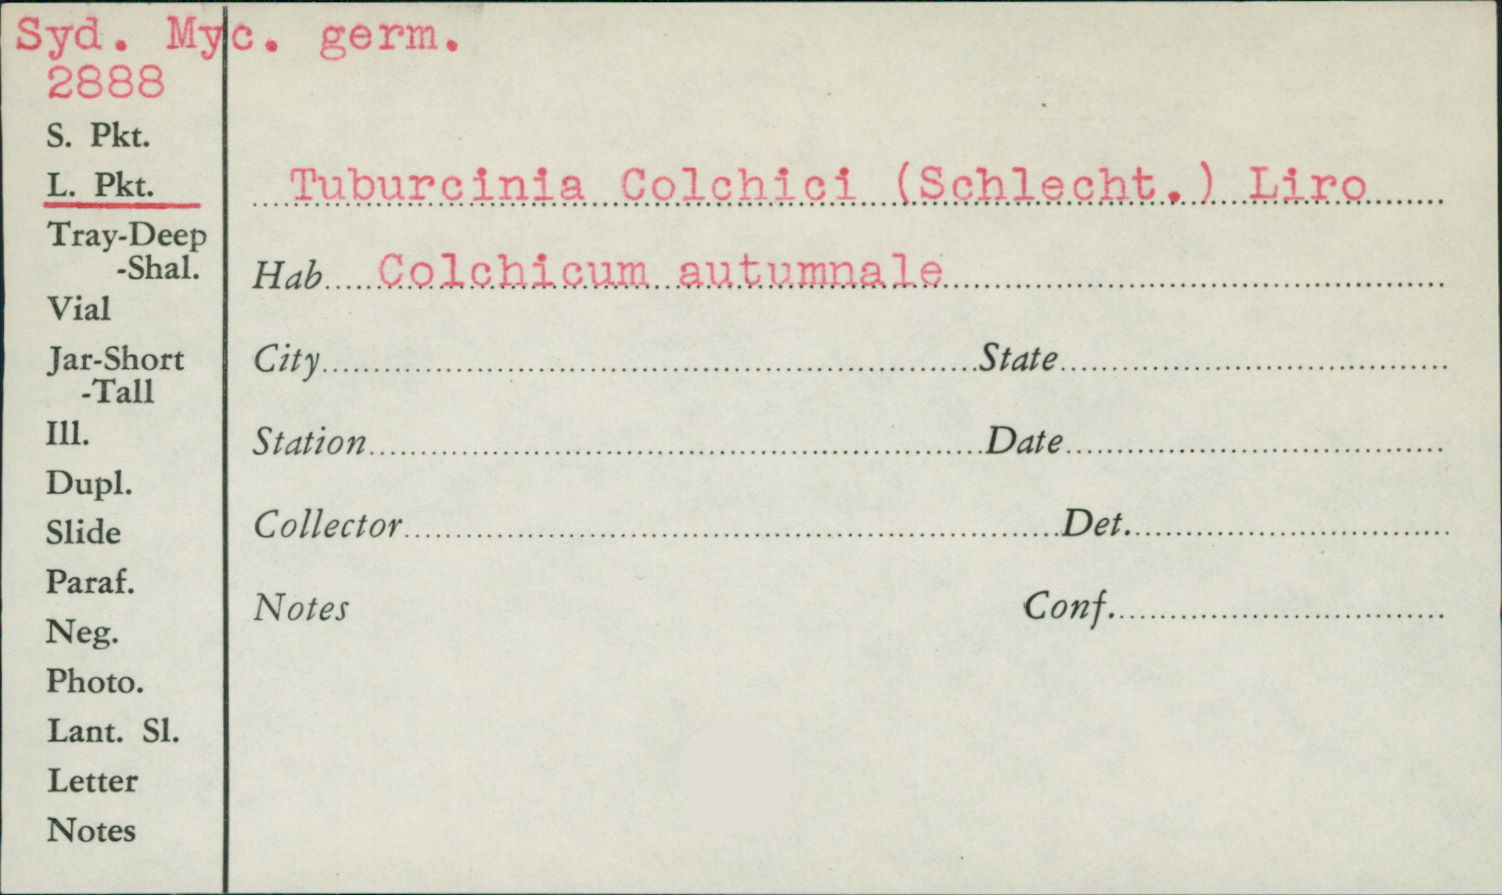 Syd. Myc. germ.
2888
S. Pkt.
L. Pkt.
Tray-Deep
-Shal.
Vial
Jar-Short
-Tall
Ill.
Dupl.
Slide
Paraf.
Neg.
Photo.
Lant. Sl.
Letter
Notes
Tuburcinia Colchici (Schlecht.) Liro
Hab. Colchicum autumnale
City State
Station Date
Collector Det.
Notes Conf.